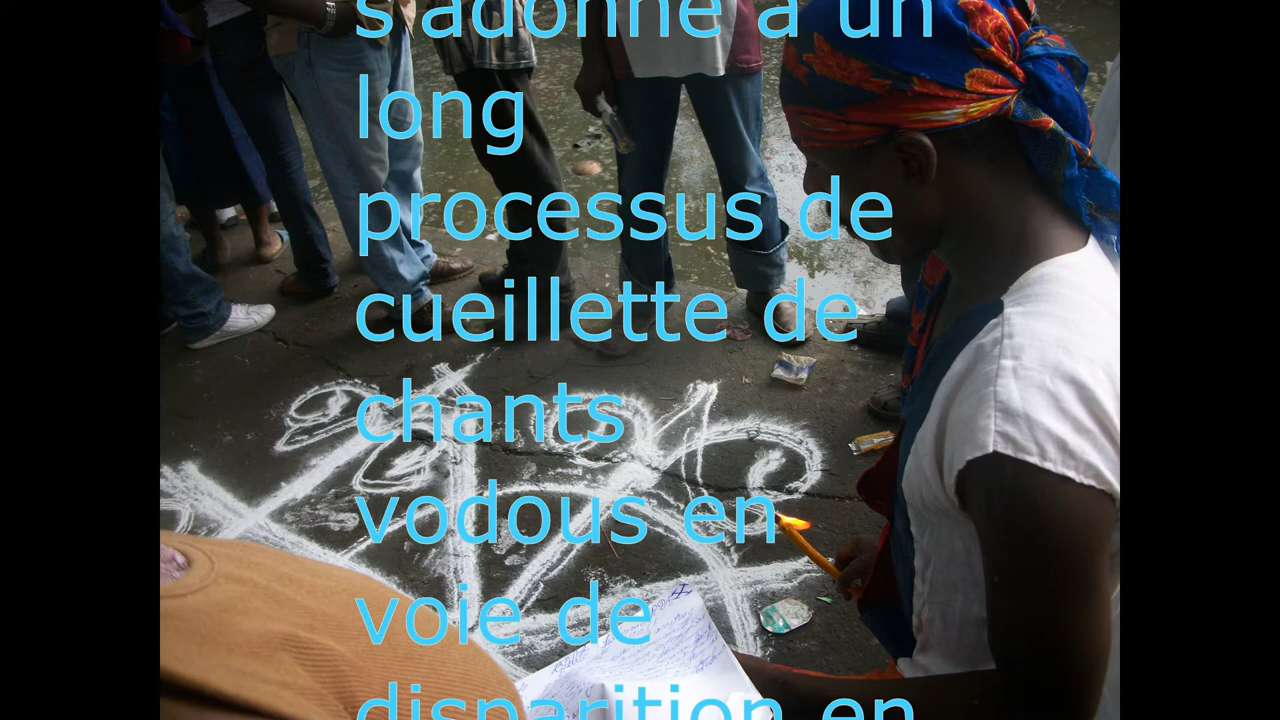 s'adonne à un
long
processus de
cueillette de
chants
vodous en
voie de
disparition en